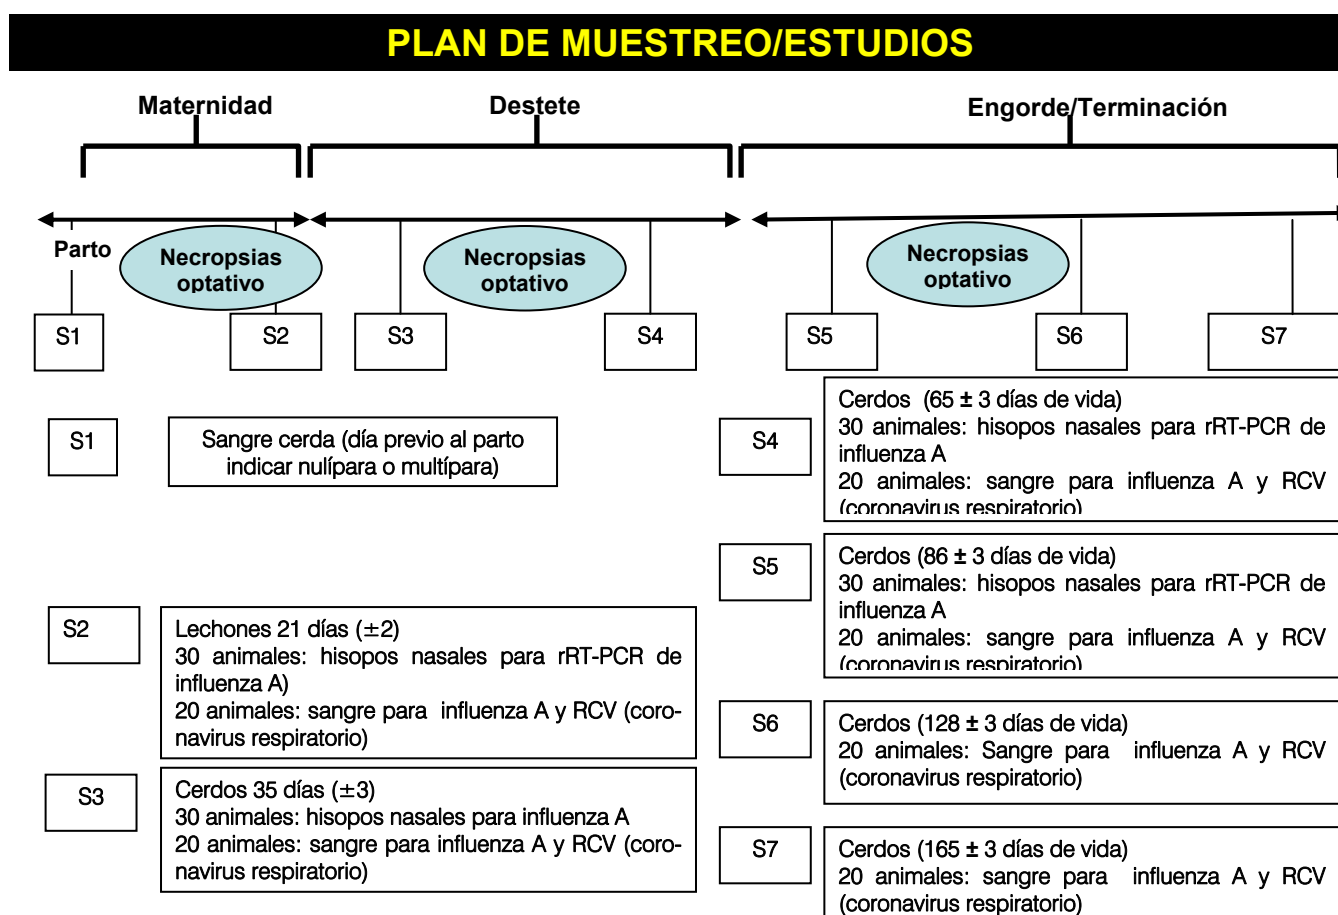 PLAN DE MUESTREO/ESTUDIOS
Maternidad
Destete
Engorde/Terminación
Parto
Necropsias
optativo
Necropsias
optativo
Necropsias
optativo
S1
S2
S3
S4
S5
S6
S7
S1
Sangre cerda (día previo al parto
indicar nulípara o multípara)
S2
Lechones 21 días (±2)
30 animales: hisopos nasales para rRT-PCR de
influenza A)
20 animales: sangre para influenza A y RCV (coro-
navirus respiratorio)
S3
Cerdos 35 días (±3)
30 animales: hisopos nasales para influenza A
20 animales: sangre para influenza A y RCV (coro-
navirus respiratorio)
S4
Cerdos (65 ± 3 días de vida)
30 animales: hisopos nasales para rRT-PCR de
influenza A
20 animales: sangre para influenza A y RCV
(coronavirus respiratorio)
S5
Cerdos (86 ± 3 días de vida)
30 animales: hisopos nasales para rRT-PCR de
influenza A
20 animales: sangre para influenza A y RCV
(coronavirus respiratorio)
S6
Cerdos (128 ± 3 días de vida)
20 animales: Sangre para influenza A y RCV
(coronavirus respiratorio)
S7
Cerdos (165 ± 3 días de vida)
20 animales: sangre para influenza A y RCV
(coronavirus respiratorio)